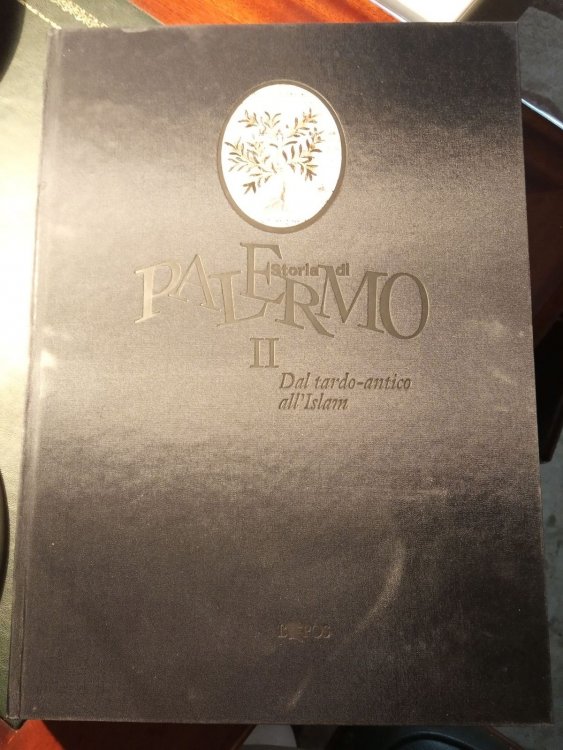 Storia di
PALERMO
II
Dal tardo-antico
all'Islam